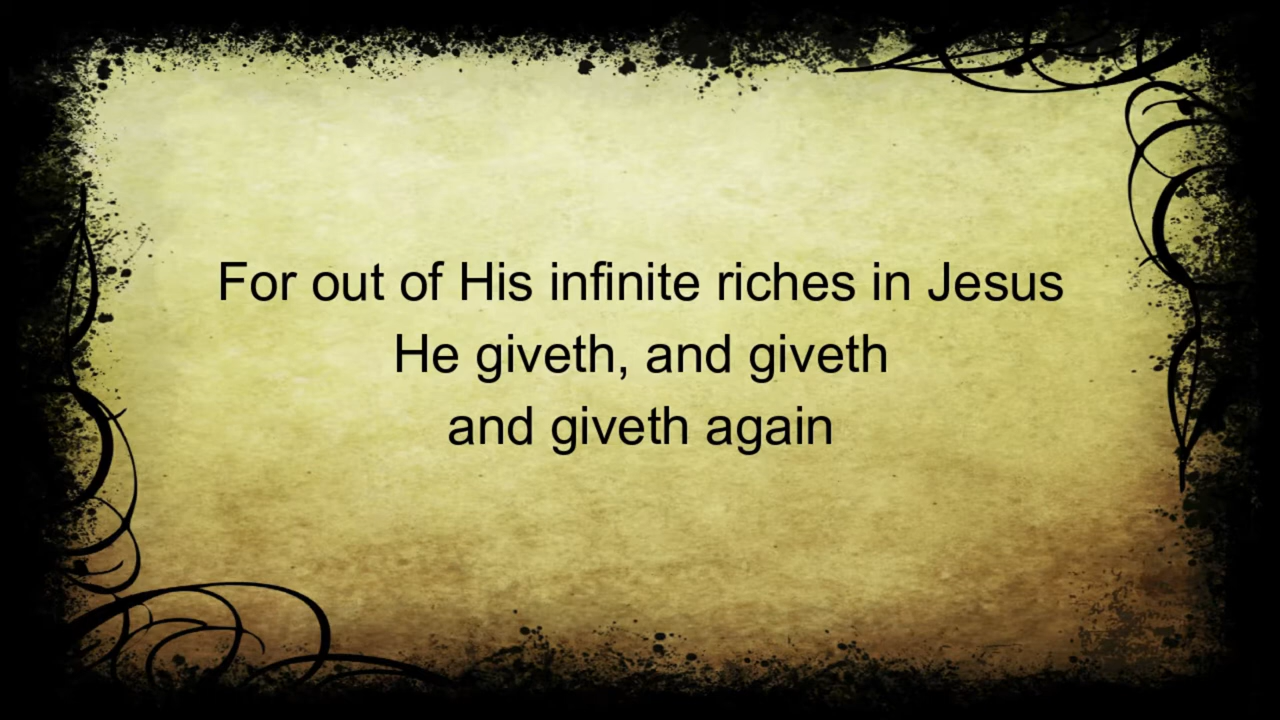 For out of His infinite riches in Jesus
He giveth, and giveth
and giveth again